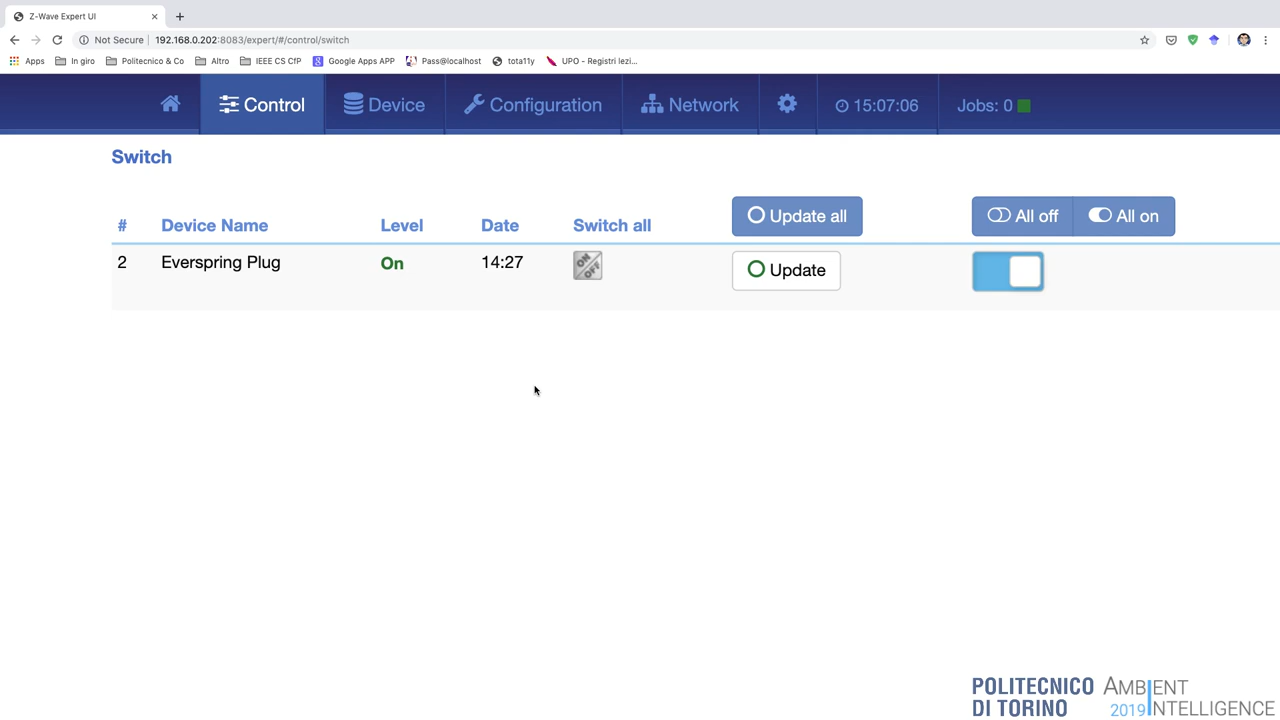 Z-Wave Expert UI
Not Secure | 192.168.0.202:8083/expert/#/control/switch
Apps In giro Politecnico & Co Altro IEEE CS CfP Google Apps APP Pass@localhost tota11y UPO - Registri lezi...
Control Device Configuration Network 15:07:06 Jobs: 0
Switch
# Device Name Level Date Switch all Update all All off All on
2 Everspring Plug On 14:27 ON OFF Update
POLITECNICO DI TORINO
AMBIENT 2019 INTELLIGENCE